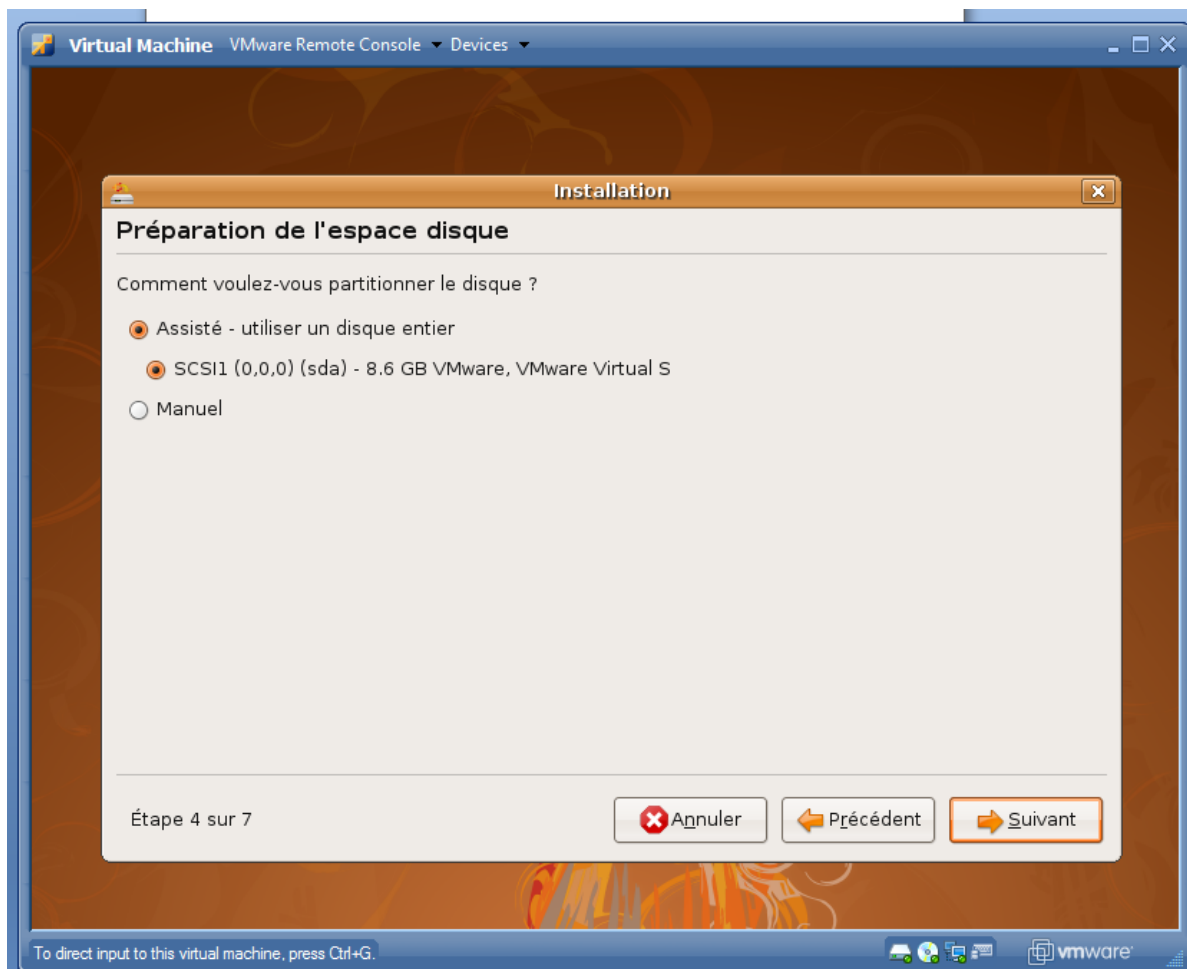 Virtual Machine VMware Remote Console Devices
Installation
Préparation de l'espace disque
Comment voulez-vous partitionner le disque ?
Assisté - utiliser un disque entier
SCSI1 (0,0,0) (sda) - 8.6 GB VMware, VMware Virtual S
Manuel
Étape 4 sur 7 Annuler Précédent Suivant
To direct input to this virtual machine, press Ctrl+G. vmware